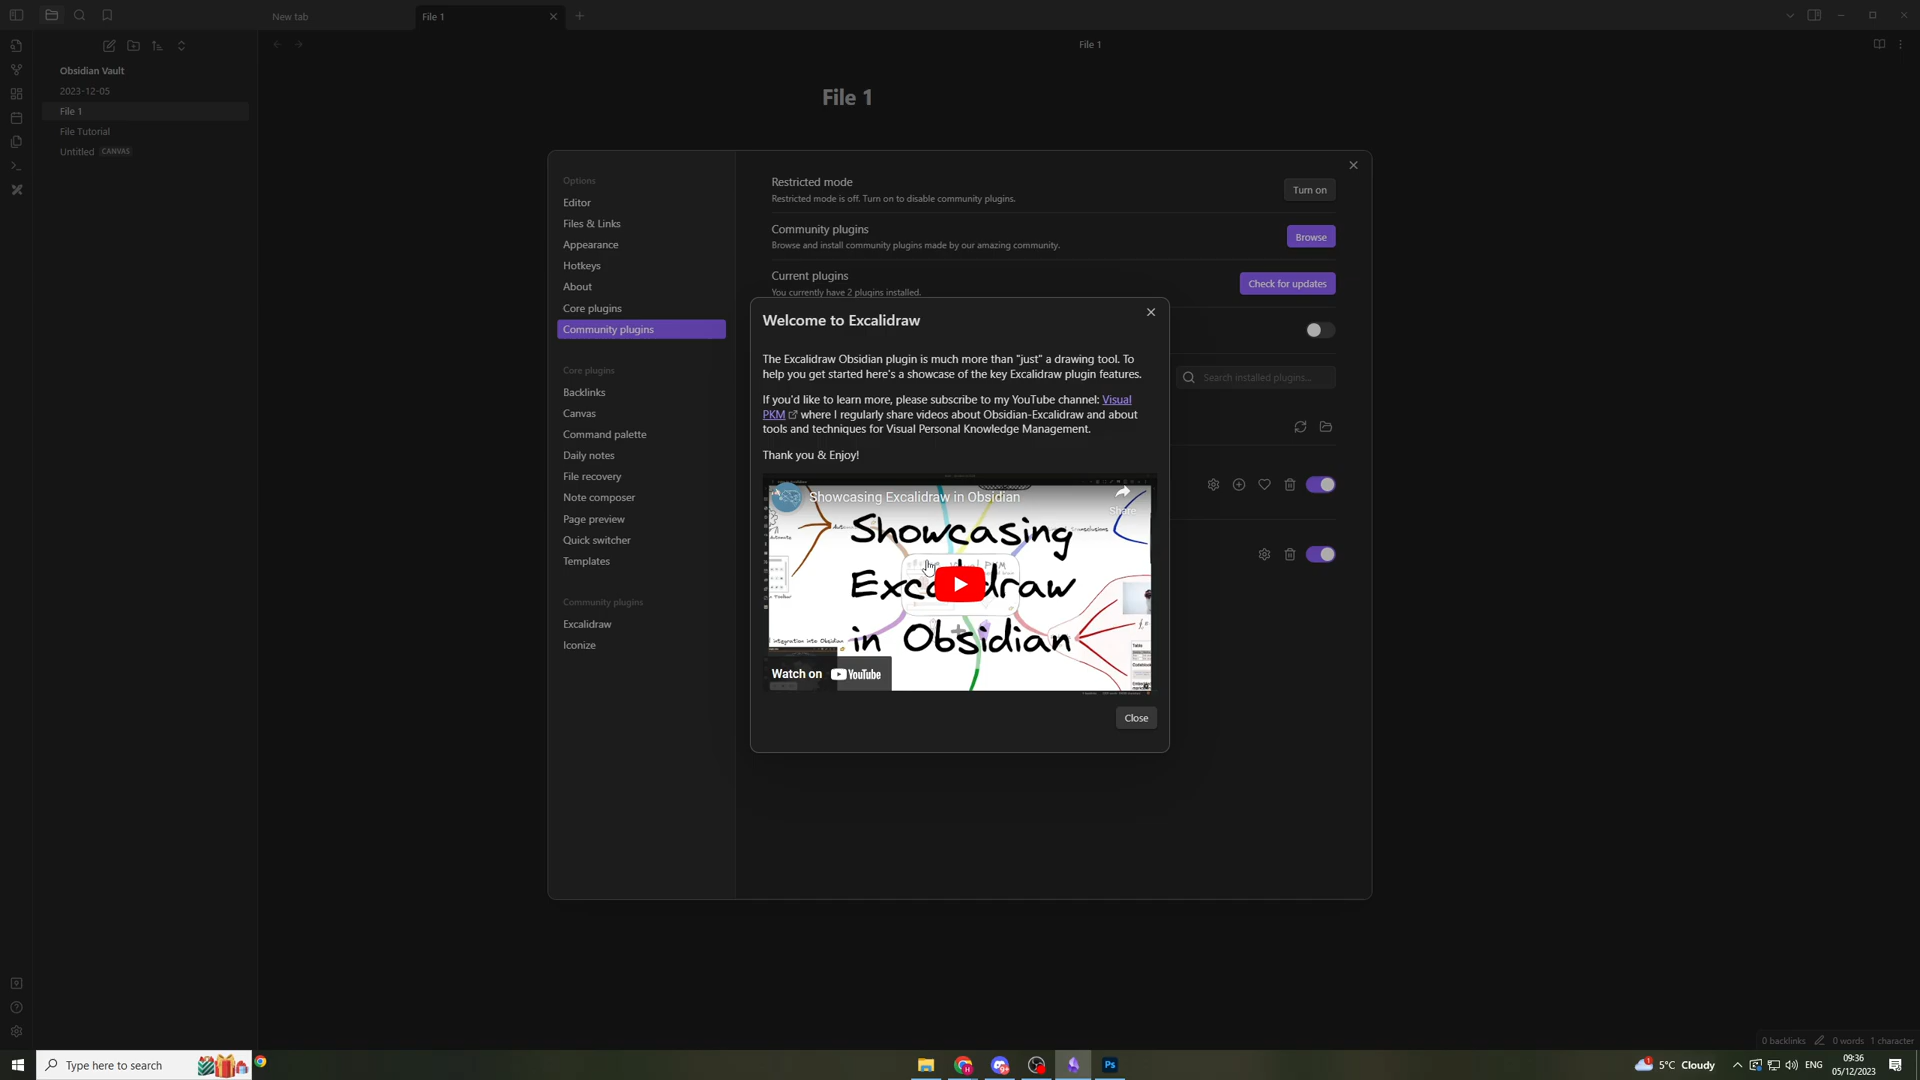 New tab
File 1
File 1
Obsidian Vault
2023-12-05
File 1
File Tutorial
Untitled CANVAS
File 1
Options
Editor
Files & Links
Appearance
Hotkeys
About
Core plugins
Community plugins
Core plugins
Backlinks
Canvas
Command palette
Daily notes
File recovery
Note composer
Page preview
Quick switcher
Templates
Community plugins
Excalidraw
Iconize
Restricted mode
Restricted mode is off. Turn on to disable community plugins.
Turn on
Community plugins
Browse and install community plugins made by our amazing community.
Browse
Current plugins
You currently have 2 plugins installed.
Check for updates
Search installed plugins...
Welcome to Excalidraw
The Excalidraw Obsidian plugin is much more than "just" a drawing tool. To
help you get started here's a showcase of the key Excalidraw plugin features.
If you'd like to learn more, please subscribe to my YouTube channel: Visual
PKM where I regularly share videos about Obsidian-Excalidraw and about
tools and techniques for Visual Personal Knowledge Management.
Thank you & Enjoy!
Showcasing Excalidraw in Obsidian
Share
Showcasing
Excalidraw
in Obsidian
integration into Obsidian
Table
Watch on YouTube
Close
0 backlinks 0 words 1 character
Type here to search
Ps
5°C Cloudy
ENG
09:36
05/12/2023